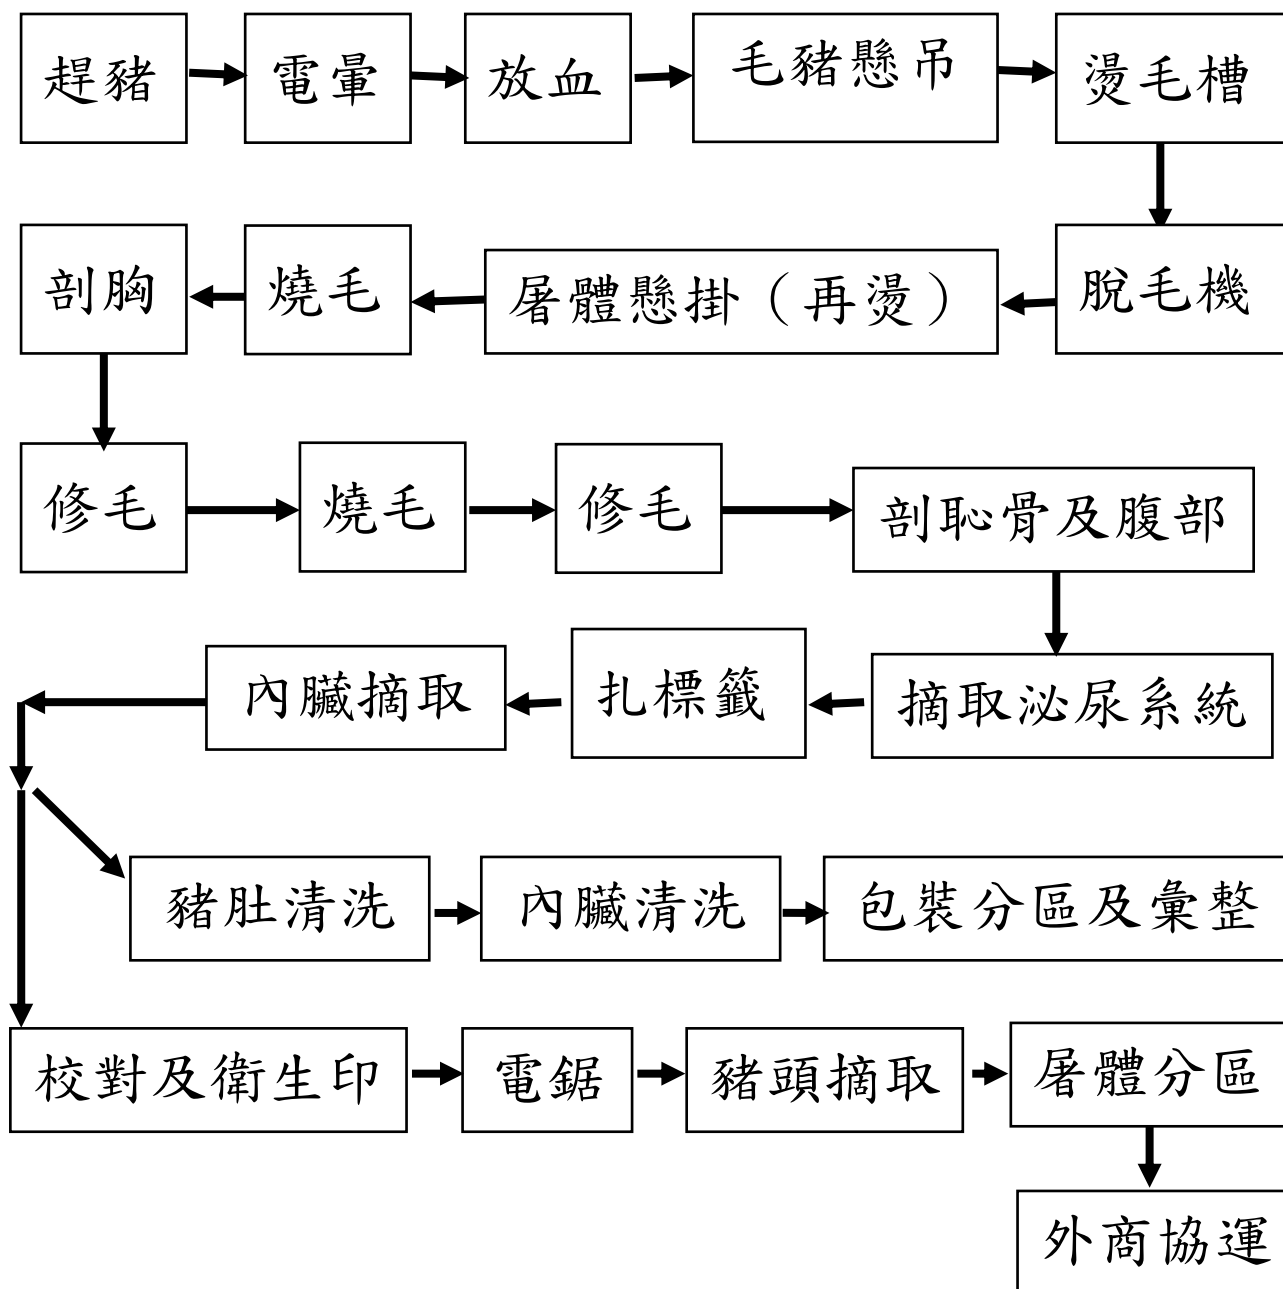 趕豬
電暈
放血
毛豬懸吊
燙毛槽
脫毛機
屠體懸掛（再燙）
燒毛
剖胸
修毛
燒毛
修毛
剖恥骨及腹部
摘取泌尿系統
扎標籤
內臟摘取
豬肚清洗
內臟清洗
包裝分區及彙整
校對及衛生印
電鋸
豬頭摘取
屠體分區
外商協運